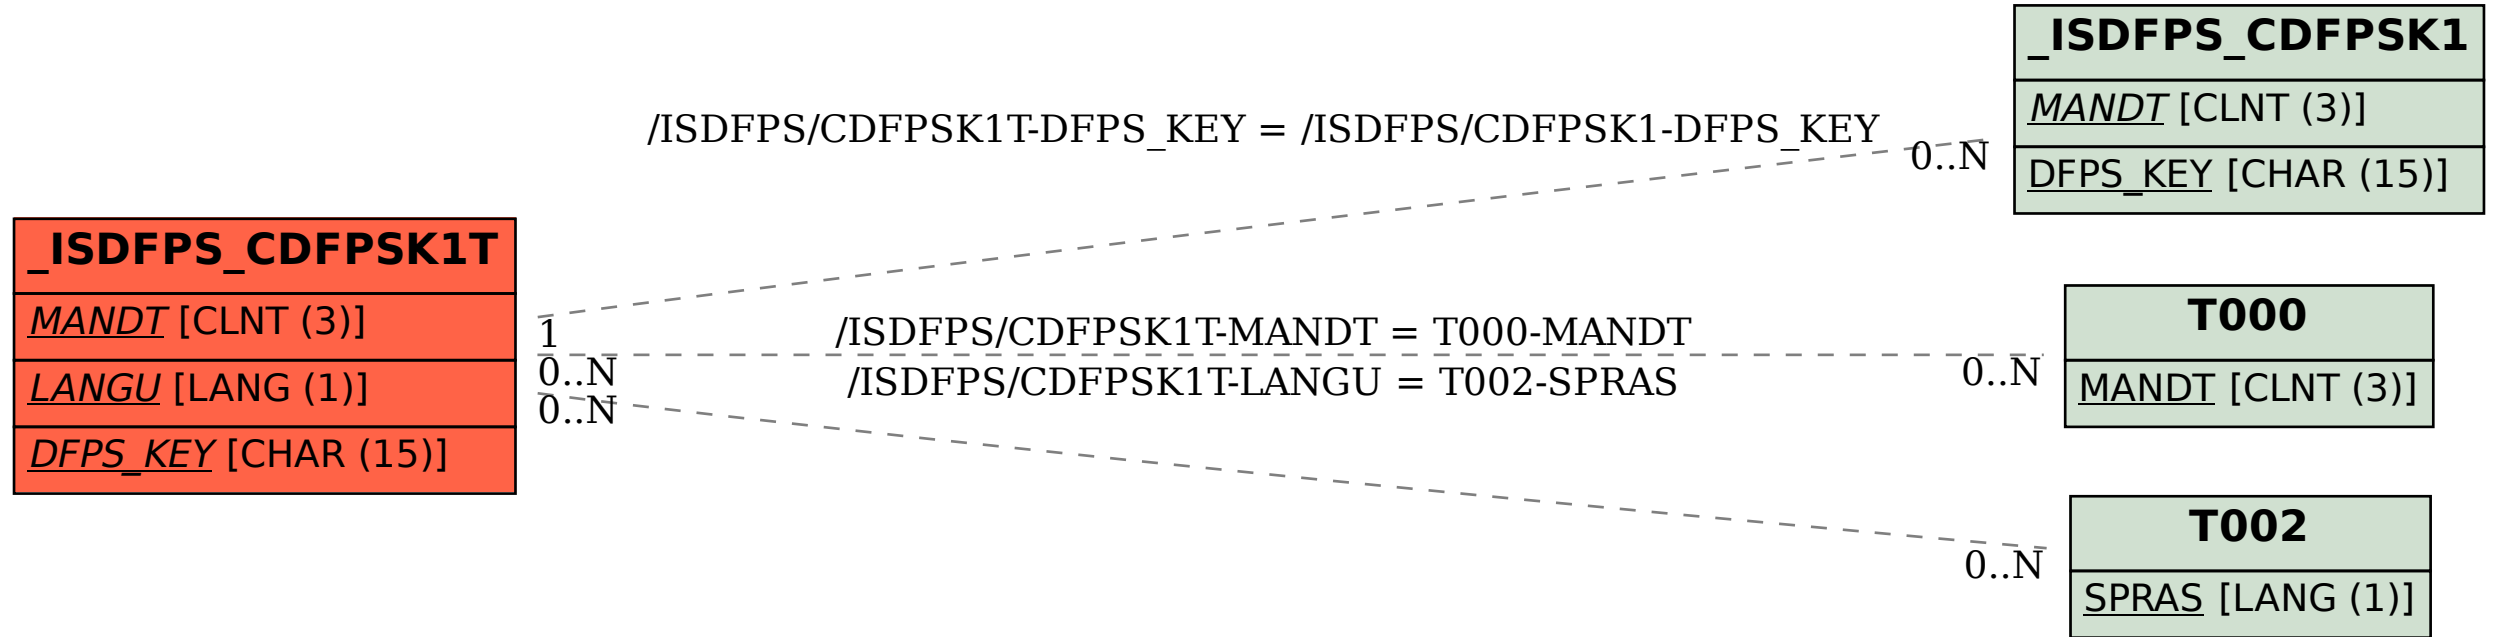 _ISDFPS_CDFPSK1
MANDT [CLNT (3)]
DFPS_KEY [CHAR (15)]
/ISDFPS/CDFPSK1T-DFPS_KEY = /ISDFPS/CDFPSK1-DFPS_KEY
0..N
_ISDFPS_CDFPSK1T
MANDT [CLNT (3)]
LANGU [LANG (1)]
DFPS_KEY [CHAR (15)]
1
0..N
0..N
/ISDFPS/CDFPSK1T-MANDT = T000-MANDT
/ISDFPS/CDFPSK1T-LANGU = T002-SPRAS
0..N
T000
MANDT [CLNT (3)]
0..N
T002
SPRAS [LANG (1)]